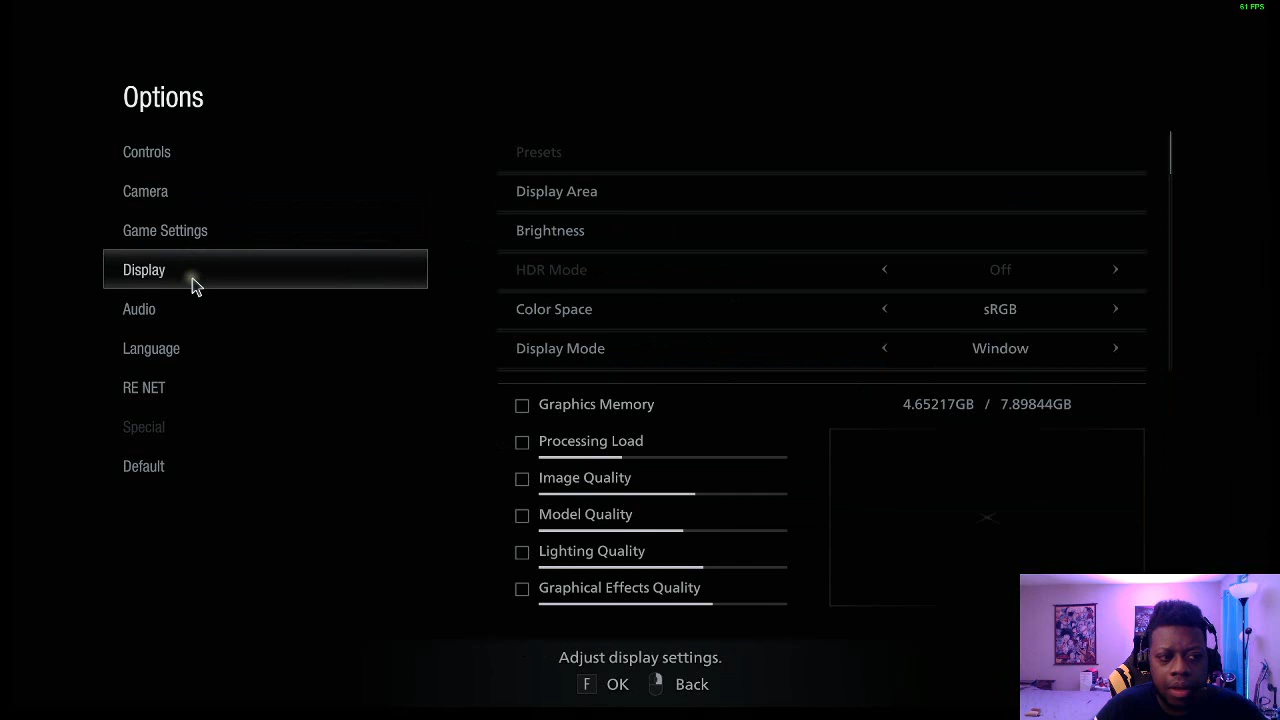 61 FPS
Options
Controls
Camera
Game Settings
Display
Audio
Language
RE NET
Special
Default
Presets
Display Area
Brightness
HDR Mode < Off >
Color Space < sRGB >
Display Mode < Window >
Graphics Memory 4.65217GB / 7.89844GB
Processing Load
Image Quality
Model Quality
Lighting Quality
Graphical Effects Quality
Adjust display settings.
F OK Back